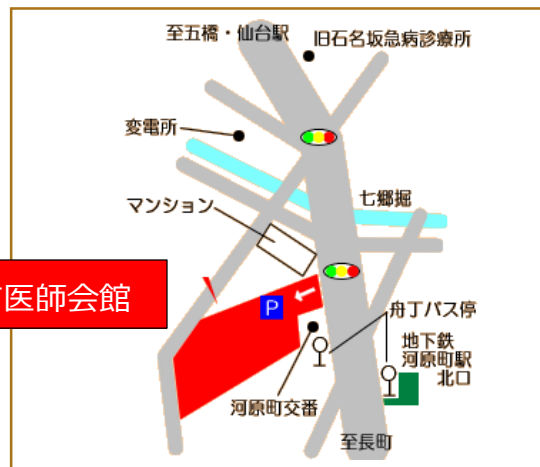 至五橋・仙台駅
旧石名坂急病診療所
変電所
七郷掘
マンション
医師会館
P
舟丁バス停
地下鉄
河原町駅
北口
河原町交番
至長町